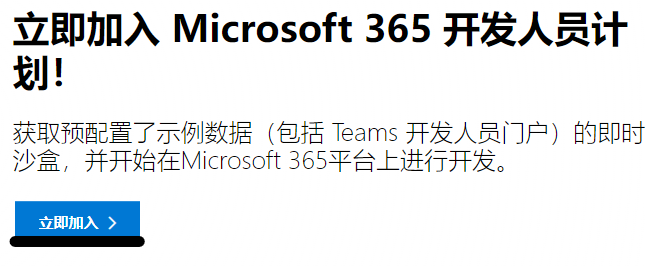 立即加入 Microsoft 365 开发人员计
划！
获取预配置了示例数据（包括 Teams 开发人员门户）的即时
沙盒，并开始在Microsoft 365平台上进行开发。
立即加入